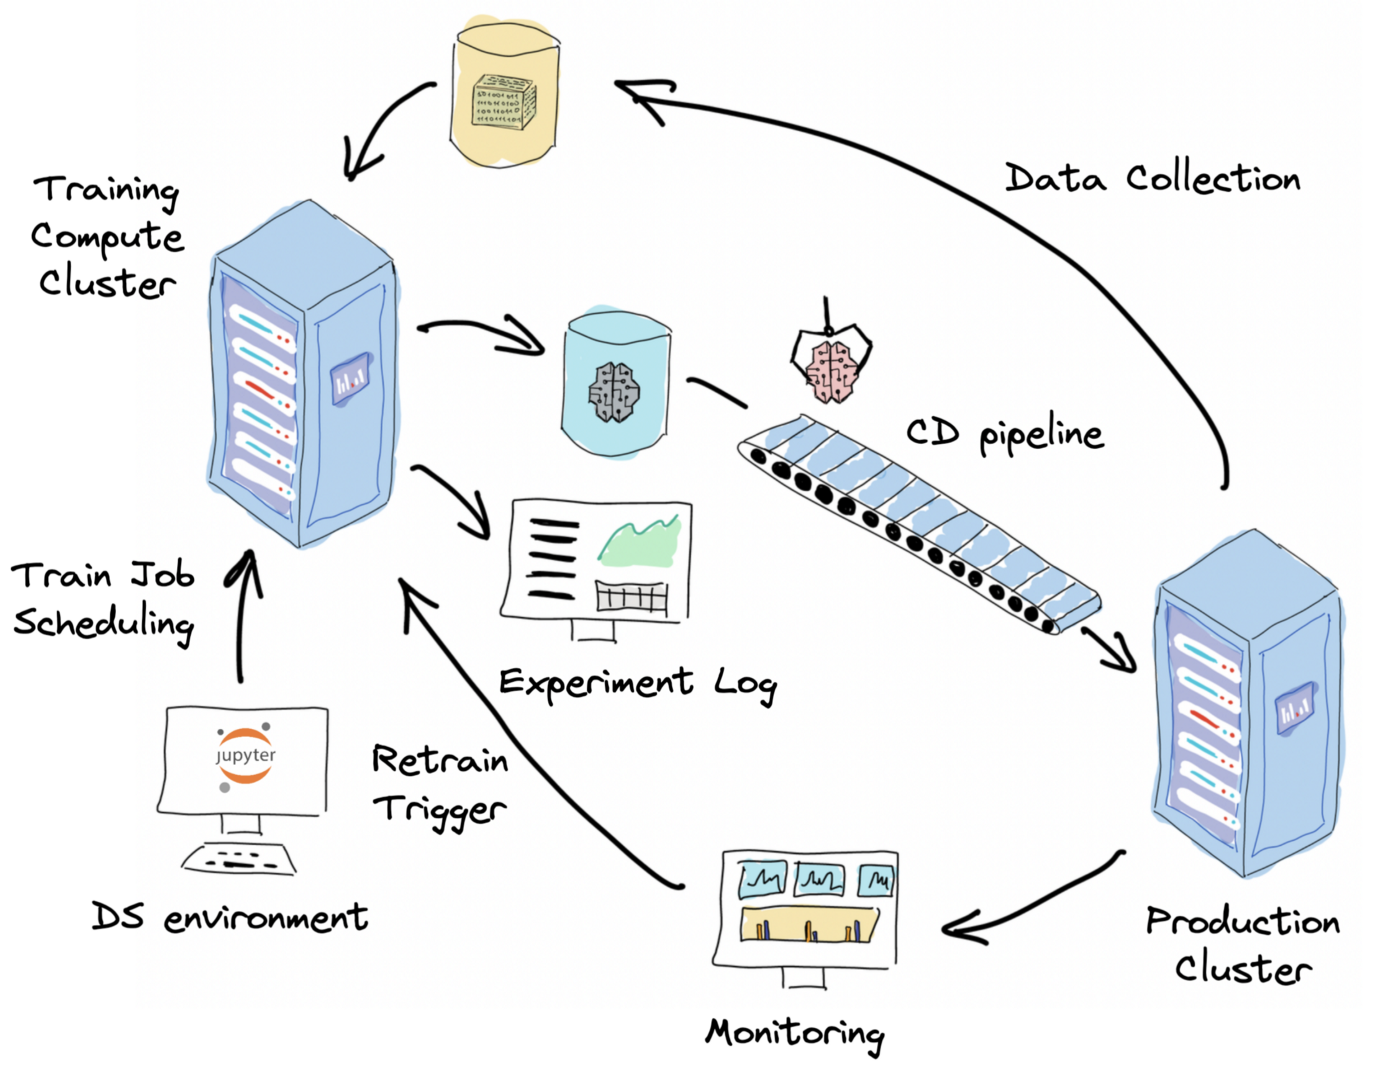 Training
Compute
Cluster
Data Collection
CD pipeline
Train Job
Scheduling
Experiment Log
jupyter
Retrain
Trigger
DS environment
Production
Cluster
Monitoring